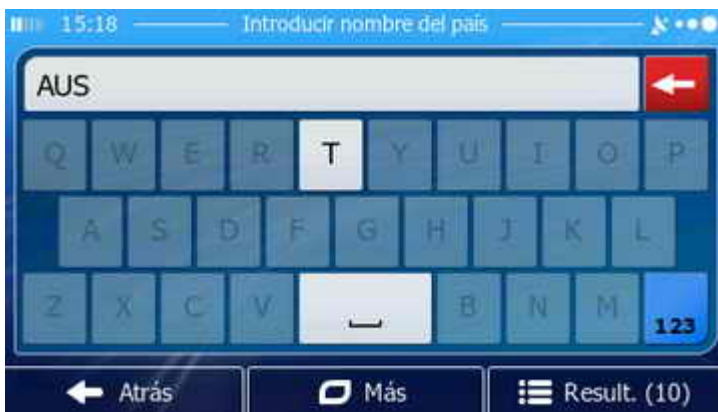 15:18 Introducir nombre del país
AUS
Q W E R T Y U I O P
A S D F G H J K L
Z X C V B N M 123
Atrás Más Result. (10)